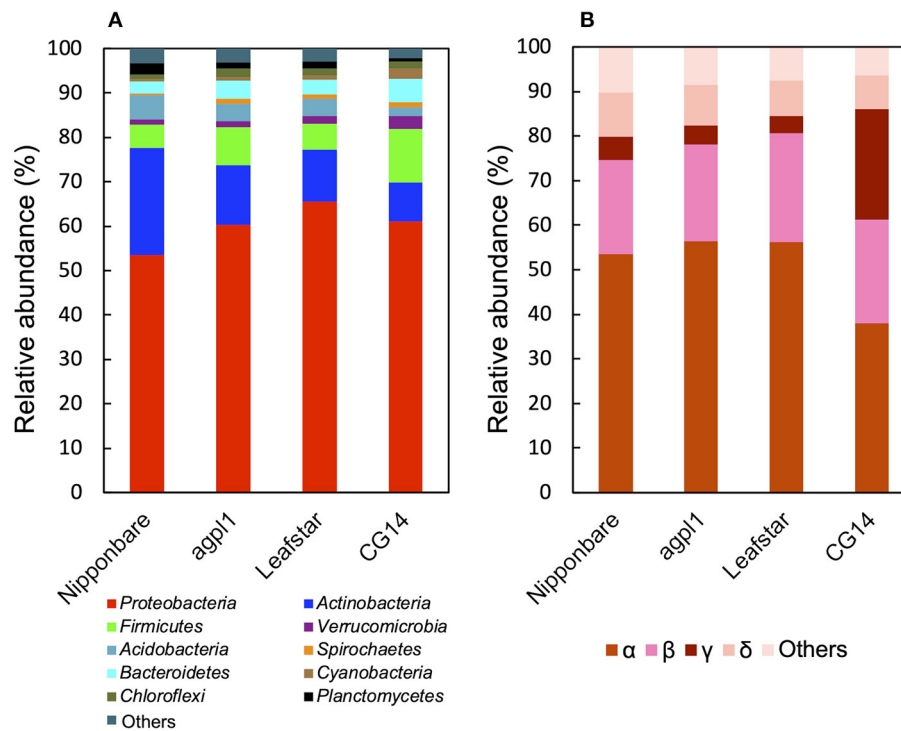 A
B
Relative abundance (%)
100
90
80
70
60
50
40
30
20
10
0
Nipponbare
agpl1
Leafstar
CG14
Relative abundance (%)
100
90
80
70
60
50
40
30
20
10
0
Nipponbare
agpl1
Leafstar
CG14
Proteobacteria
Actinobacteria
Firmicutes
Verrucomicrobia
Acidobacteria
Spirochaetes
Bacteroidetes
Cyanobacteria
Chloroflexi
Planctomycetes
Others
α β γ δ Others